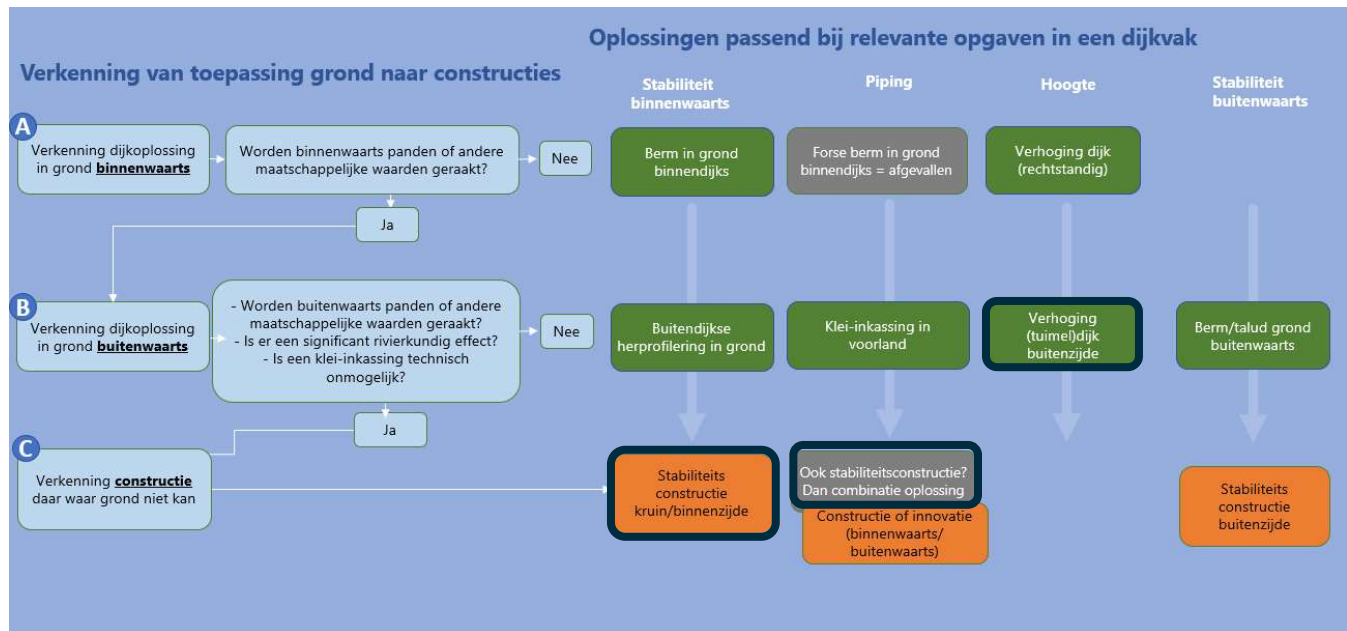 Oplossingen passend bij relevante opgaven in een dijkvak
Verkenning van toepassing grond naar constructies
Stabiliteit
binnenwaarts
Piping
Hoogte
Stabiliteit
buitenwaarts
A
Verkenning dijkoplossing
in grond binnenwaarts
Worden binnenwaarts panden of andere
maatschappelijke waarden geraakt?
Nee
Berm in grond
binnendijks
Forse berm in grond
binnendijks = afgevallen
Verhoging dijk
(rechtstandig)
Ja
B
Verkenning dijkoplossing
in grond buitenwaarts
- Worden buitenwaarts panden of andere
maatschappelijke waarden geraakt?
- Is er een significant rivierkundig effect?
- Is een klei-inkassing technisch
onmogelijk?
Nee
Buitendijkse
herprofilering in grond
Klei-inkassing in
voorland
Verhoging
(tuimel)dijk
buitenzijde
Berm/talud grond
buitenwaarts
Ja
C
Verkenning constructie
daar waar grond niet kan
Stabiliteits
constructie
kruin/binnenzijde
Ook stabiliteitsconstructie?
Dan combinatie oplossing
Constructie of innovatie
(binnenwaarts/
buitenwaarts)
Stabiliteits
constructie
buitenzijde